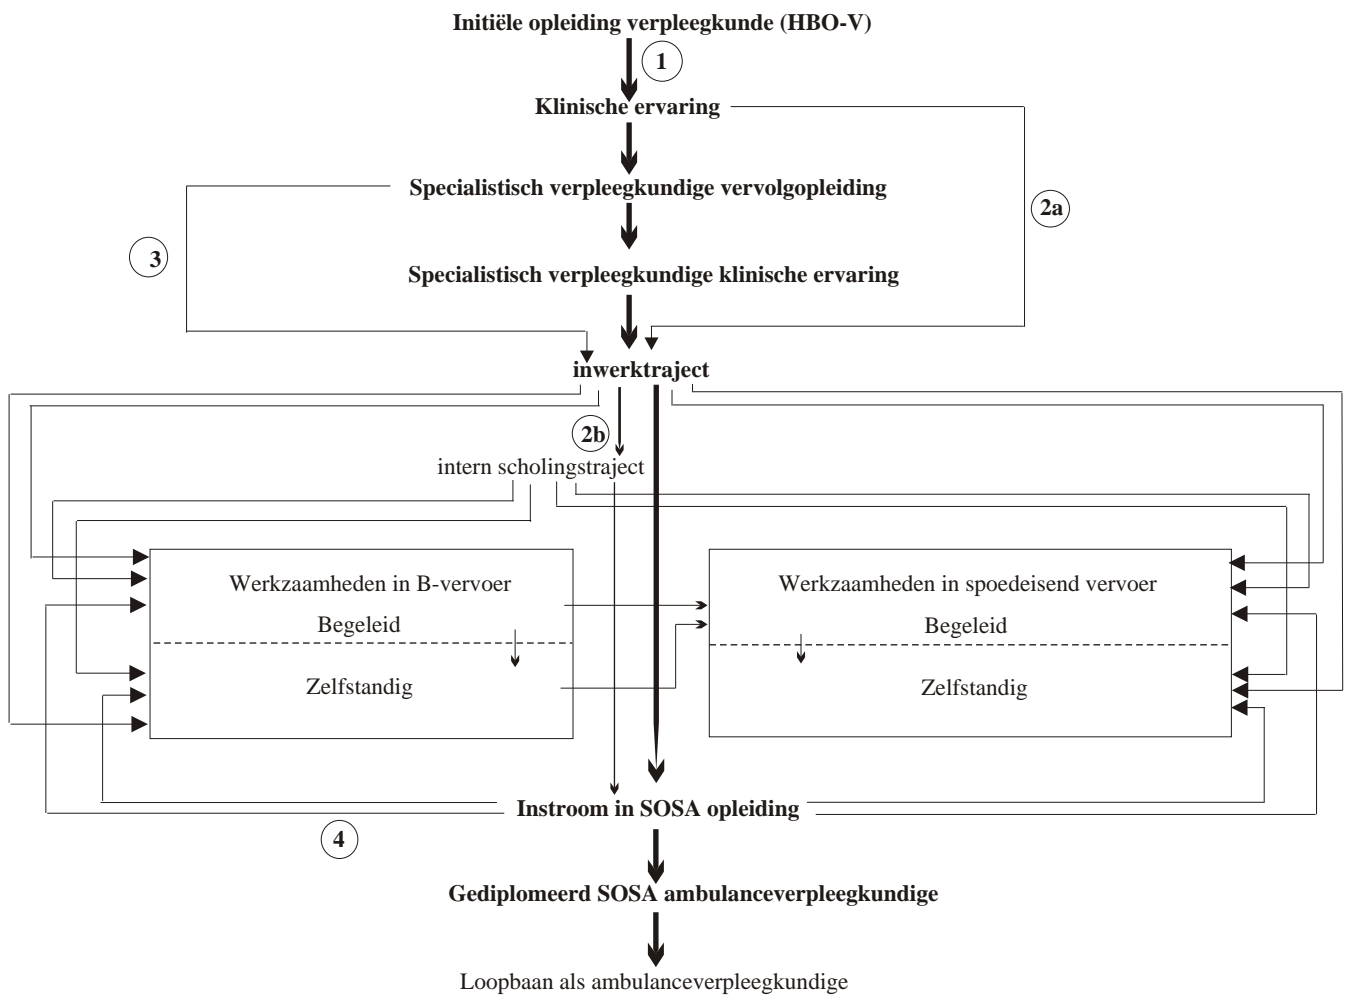 Initiële opleiding verpleegkunde (HBO-V)
1
Klinische ervaring
Specialistisch verpleegkundige vervolgopleiding
2a
3
Specialistisch verpleegkundige klinische ervaring
inwerktraject
2b
intern scholingstraject
Werkzaamheden in B-vervoer
Begeleid
Zelfstandig
Werkzaamheden in spoedeisend vervoer
Begeleid
Zelfstandig
Instroom in SOSA opleiding
4
Gediplomeerd SOSA ambulanceverpleegkundige
Loopbaan als ambulanceverpleegkundige